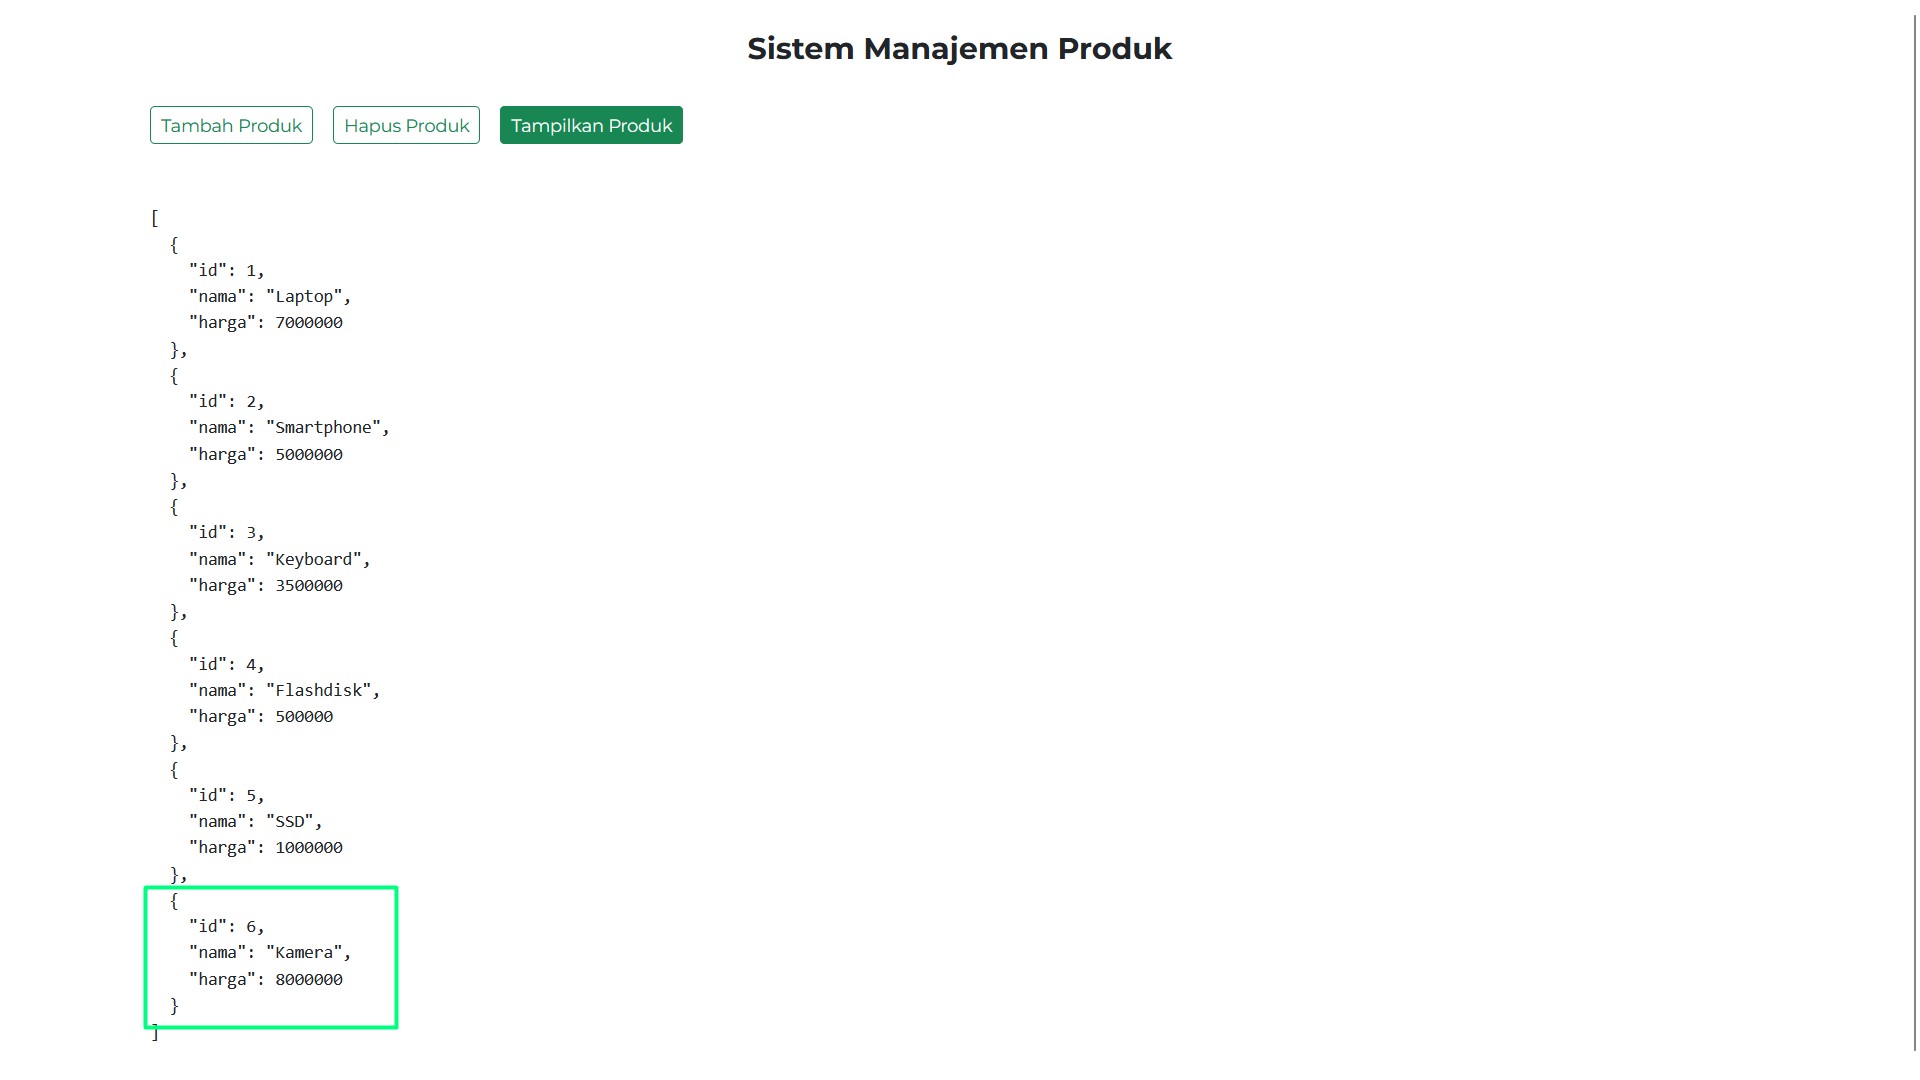 Sistem Manajemen Produk
Tambah Produk Hapus Produk Tampilkan Produk
[
  {
    "id": 1,
    "nama": "Laptop",
    "harga": 7000000
  },
  {
    "id": 2,
    "nama": "Smartphone",
    "harga": 5000000
  },
  {
    "id": 3,
    "nama": "Keyboard",
    "harga": 3500000
  },
  {
    "id": 4,
    "nama": "Flashdisk",
    "harga": 500000
  },
  {
    "id": 5,
    "nama": "SSD",
    "harga": 1000000
  },
  {
    "id": 6,
    "nama": "Kamera",
    "harga": 8000000
  }
]